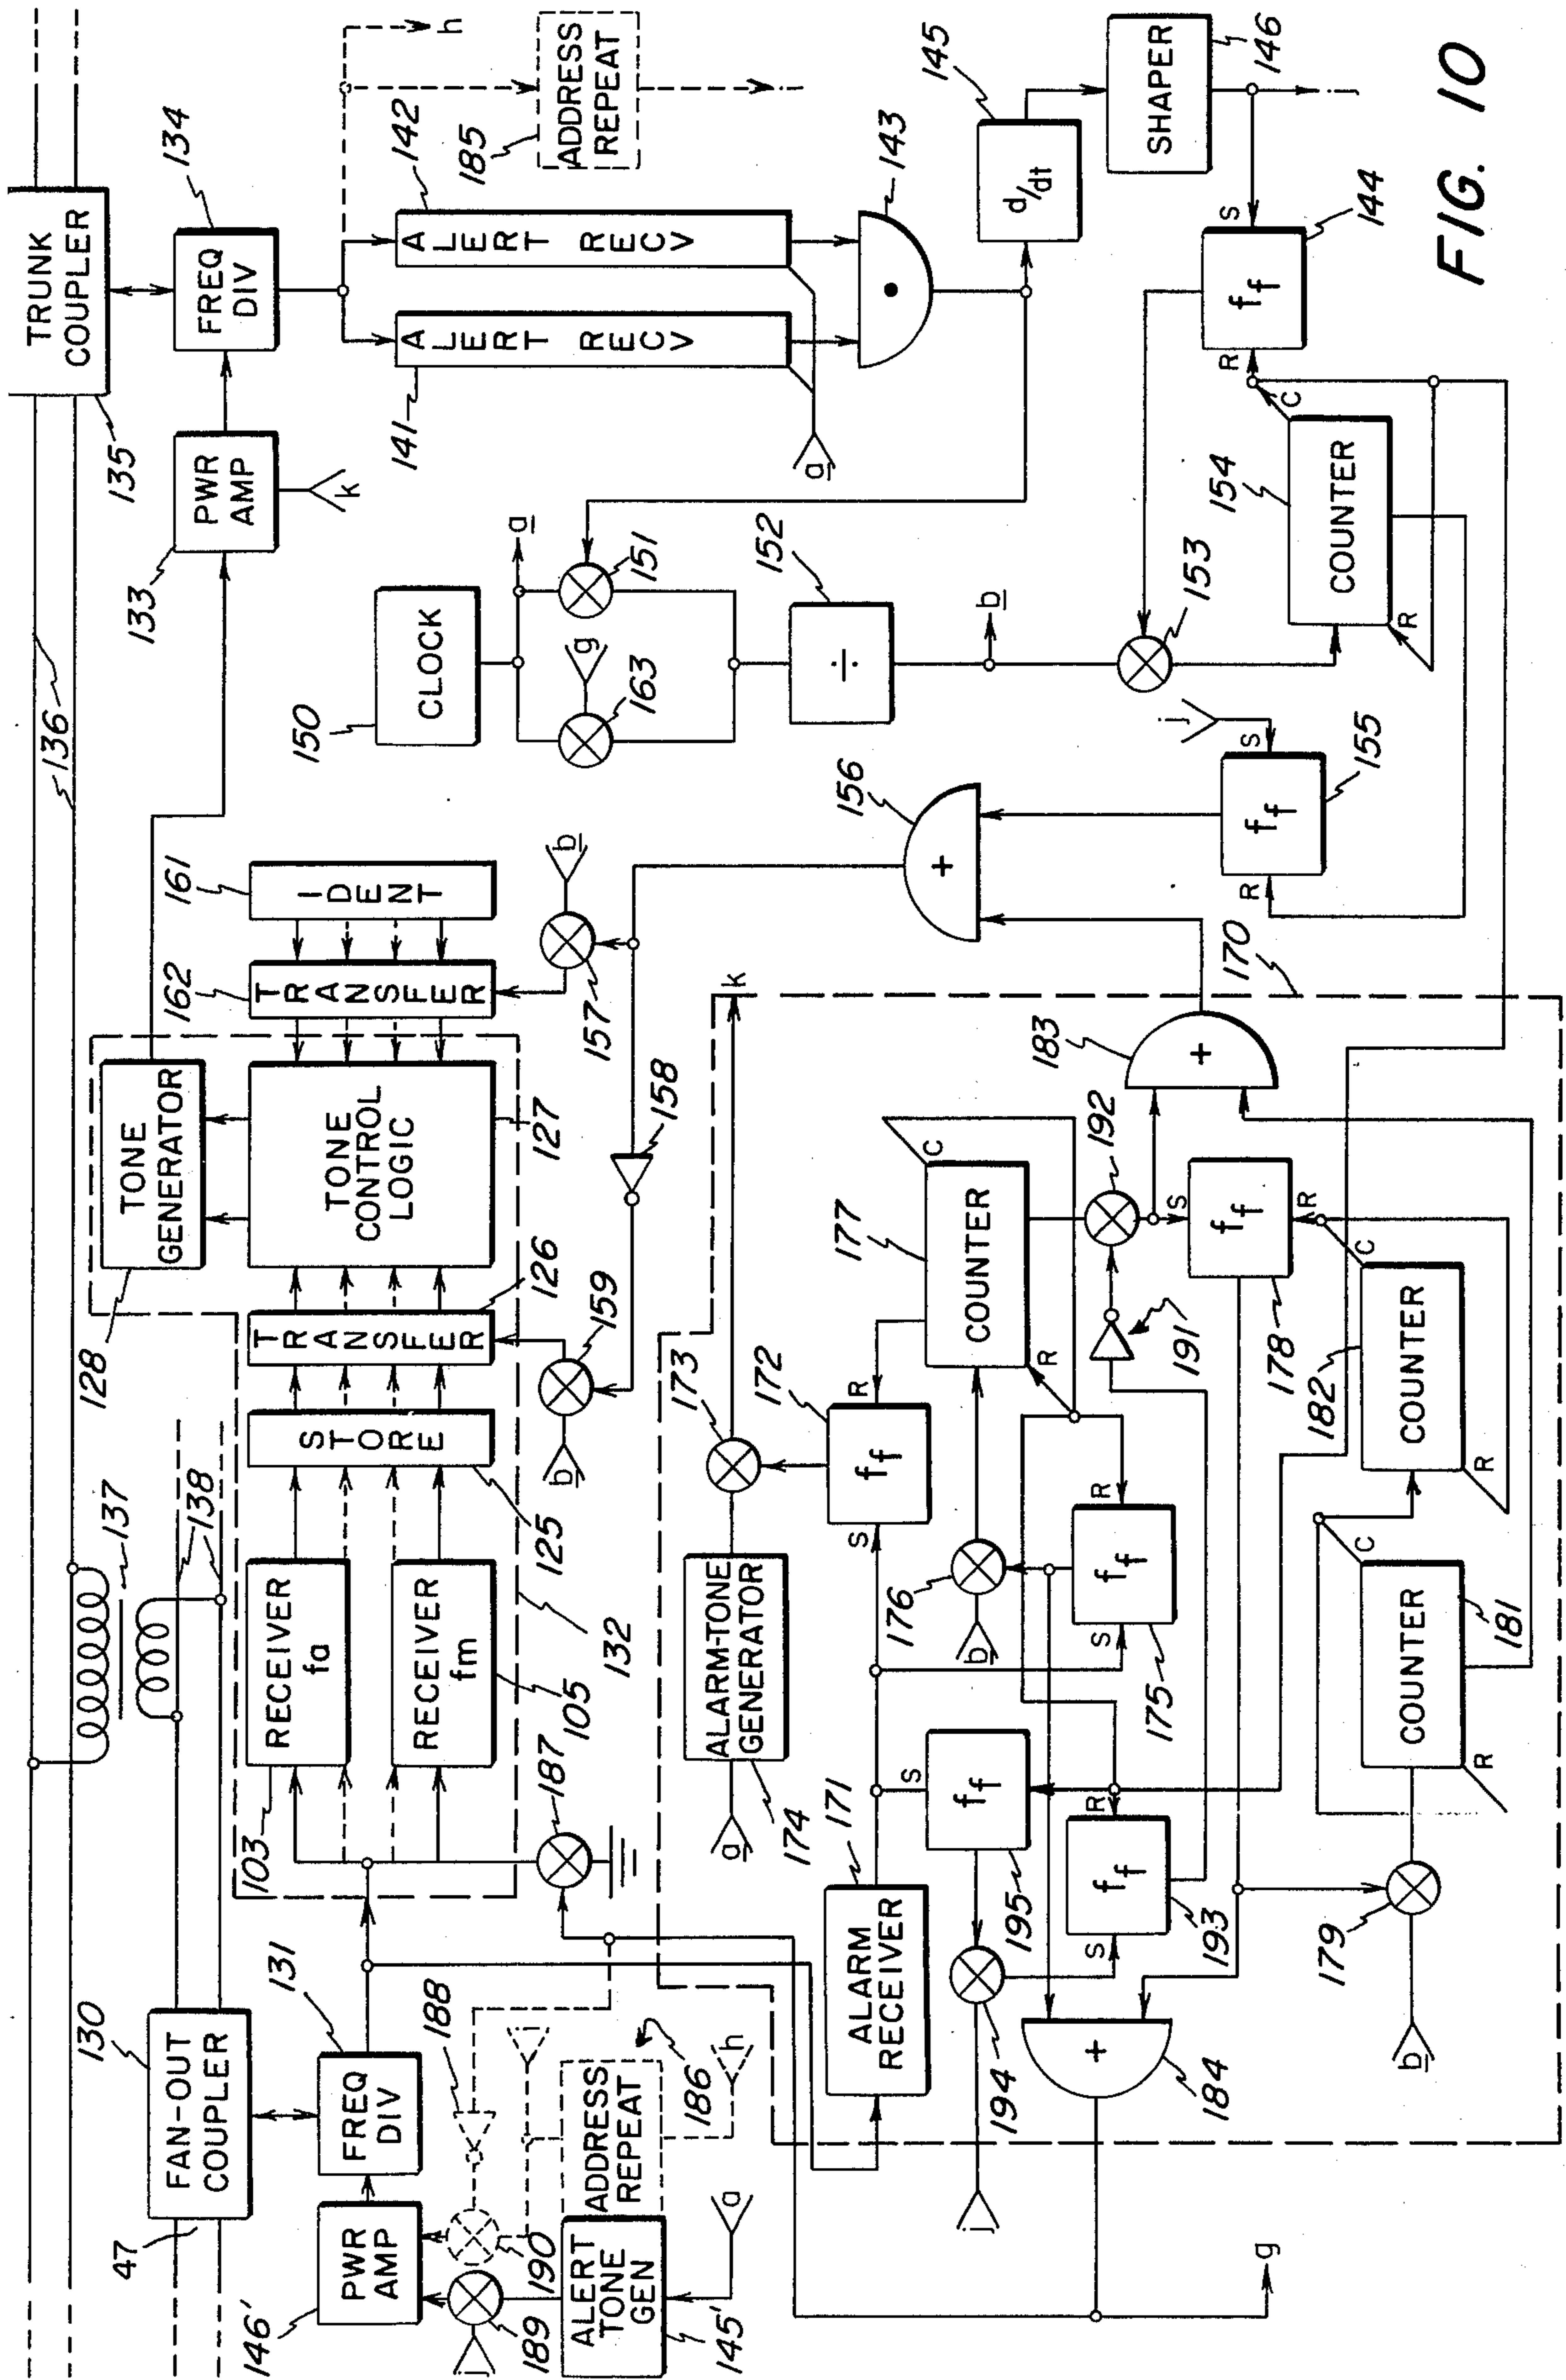 FIG. 10
TRUNK
COUPLER
135
136
FREQ
DIV
134
PWR
AMP
133
k
h
ADDRESS
REPEAT
185
i
ALERT RECV
141
ALERT RECV
142
a
143
d/dt
145
SHAPER
146
j
S
ff
R
144
CLOCK
150
a
151
g
163
÷
152
b
153
COUNTER
154
C
R
j
S
ff
R
155
+
156
IDENT
161
TRANSFER
162
b
157
158
TONE
GENERATOR
128
TONE
CONTROL
LOGIC
127
TRANSFER
126
b
159
STORE
125
RECEIVER
fa
103
RECEIVER
fm
105
132
137
138
187
FAN-OUT
COUPLER
130
47
FREQ
DIV
131
PWR
AMP
146'
188
i
190
189
j
ADDRESS
REPEAT
186
h
ALERT
TONE
GEN
145'
a
g
170
k
ALARM-TONE
GENERATOR
174
a
173
ff
172
S
R
COUNTER
177
C
R
176
b
ff
175
S
R
ALARM
RECEIVER
171
ff
195
S
194
j
ff
193
S
R
191
192
ff
178
S
R
+
183
+
184
COUNTER
182
C
R
COUNTER
181
C
R
179
b